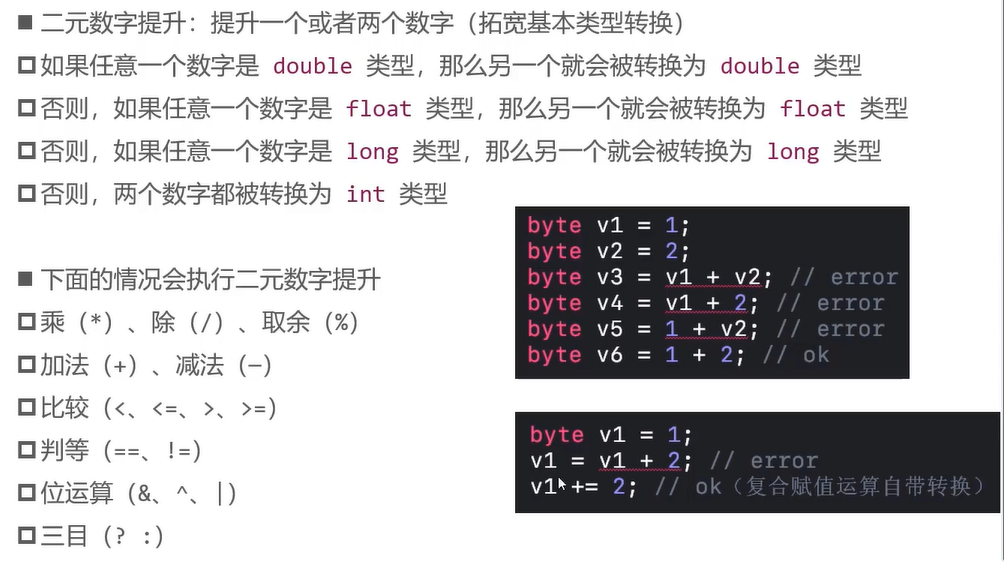 二元数字提升：提升一个或者两个数字（拓宽基本类型转换）
如果任意一个数字是 double 类型，那么另一个就会被转换为 double 类型
否则，如果任意一个数字是 float 类型，那么另一个就会被转换为 float 类型
否则，如果任意一个数字是 long 类型，那么另一个就会被转换为 long 类型
否则，两个数字都被转换为 int 类型
下面的情况会执行二元数字提升
乘（*）、除（/）、取余（%）
加法（+）、减法（—）
比较（<、<=、>、>=）
判等（==、!=）
位运算（&、^、|）
三目（? :）
byte v1 = 1;
byte v2 = 2;
byte v3 = v1 + v2; // error
byte v4 = v1 + 2; // error
byte v5 = 1 + v2; // error
byte v6 = 1 + 2; // ok
byte v1 = 1;
v1 = v1 + 2; // error
v1 += 2; // ok（复合赋值运算自带转换）